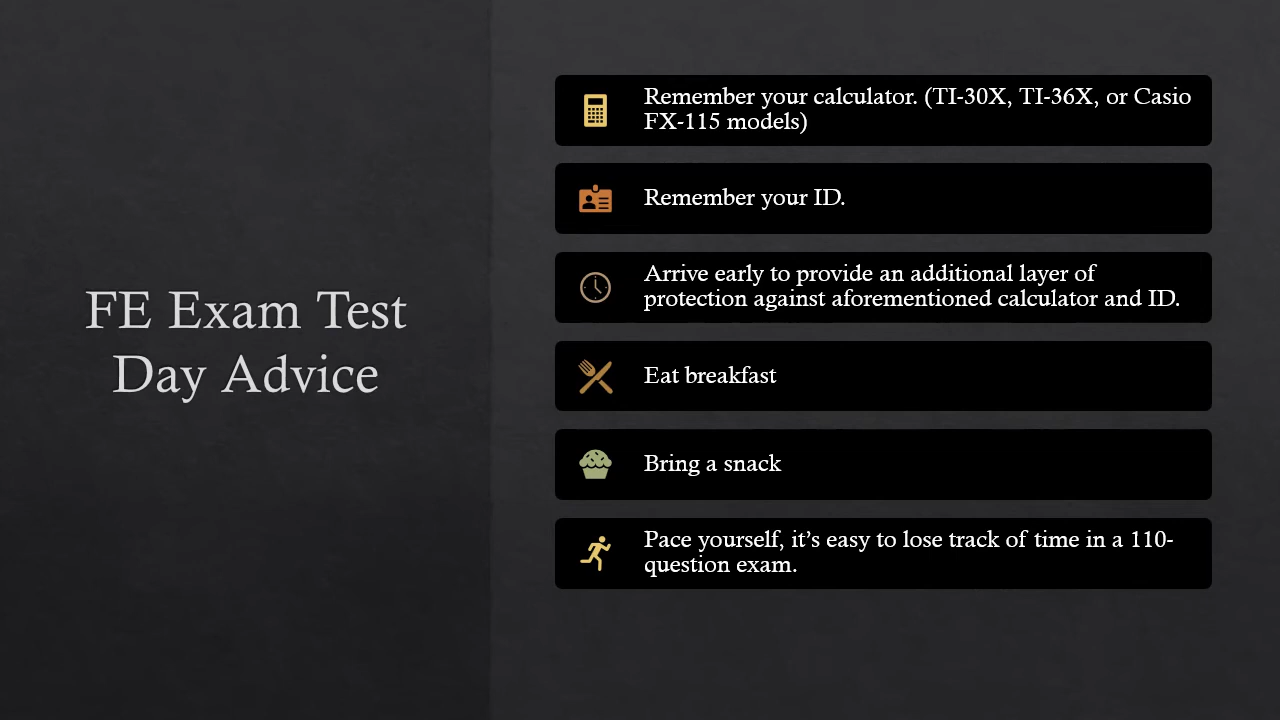 FE Exam Test
Day Advice
Remember your calculator. (TI-30X, TI-36X, or Casio
FX-115 models)
Remember your ID.
Arrive early to provide an additional layer of
protection against aforementioned calculator and ID.
Eat breakfast
Bring a snack
Pace yourself, it’s easy to lose track of time in a 110-
question exam.